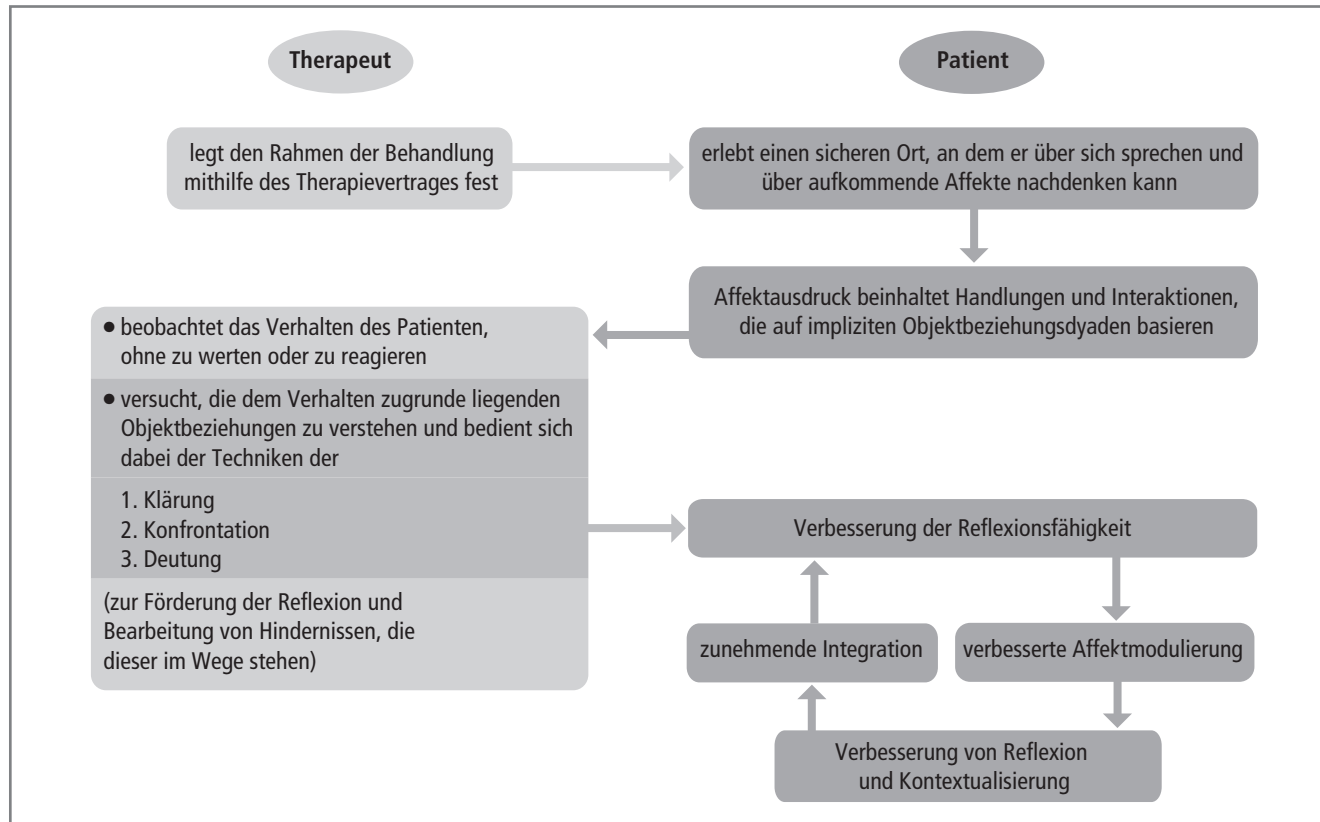 Therapeut
Patient
legt den Rahmen der Behandlung
mithilfe des Therapievertrages fest
erlebt einen sicheren Ort, an dem er über sich sprechen und
über aufkommende Affekte nachdenken kann
Affektausdruck beinhaltet Handlungen und Interaktionen,
die auf impliziten Objektbeziehungsdyaden basieren
• beobachtet das Verhalten des Patienten,
ohne zu werten oder zu reagieren
• versucht, die dem Verhalten zugrunde liegenden
Objektbeziehungen zu verstehen und bedient sich
dabei der Techniken der
1. Klärung
2. Konfrontation
3. Deutung
(zur Förderung der Reflexion und
Bearbeitung von Hindernissen, die
dieser im Wege stehen)
Verbesserung der Reflexionsfähigkeit
zunehmende Integration
verbesserte Affektmodulierung
Verbesserung von Reflexion
und Kontextualisierung